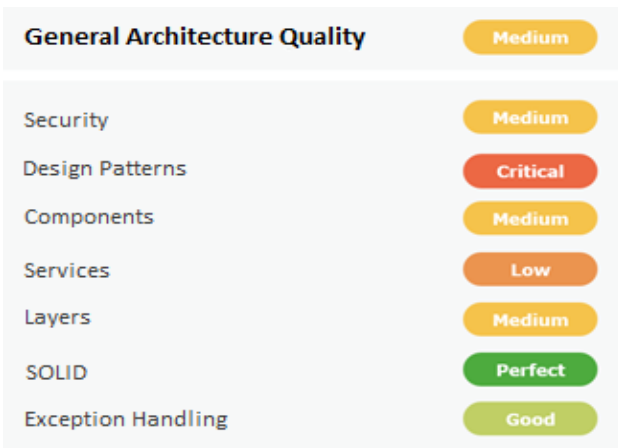 General Architecture Quality Medium
Security Medium
Design Patterns Critical
Components Medium
Services Low
Layers Medium
SOLID Perfect
Exception Handling Good